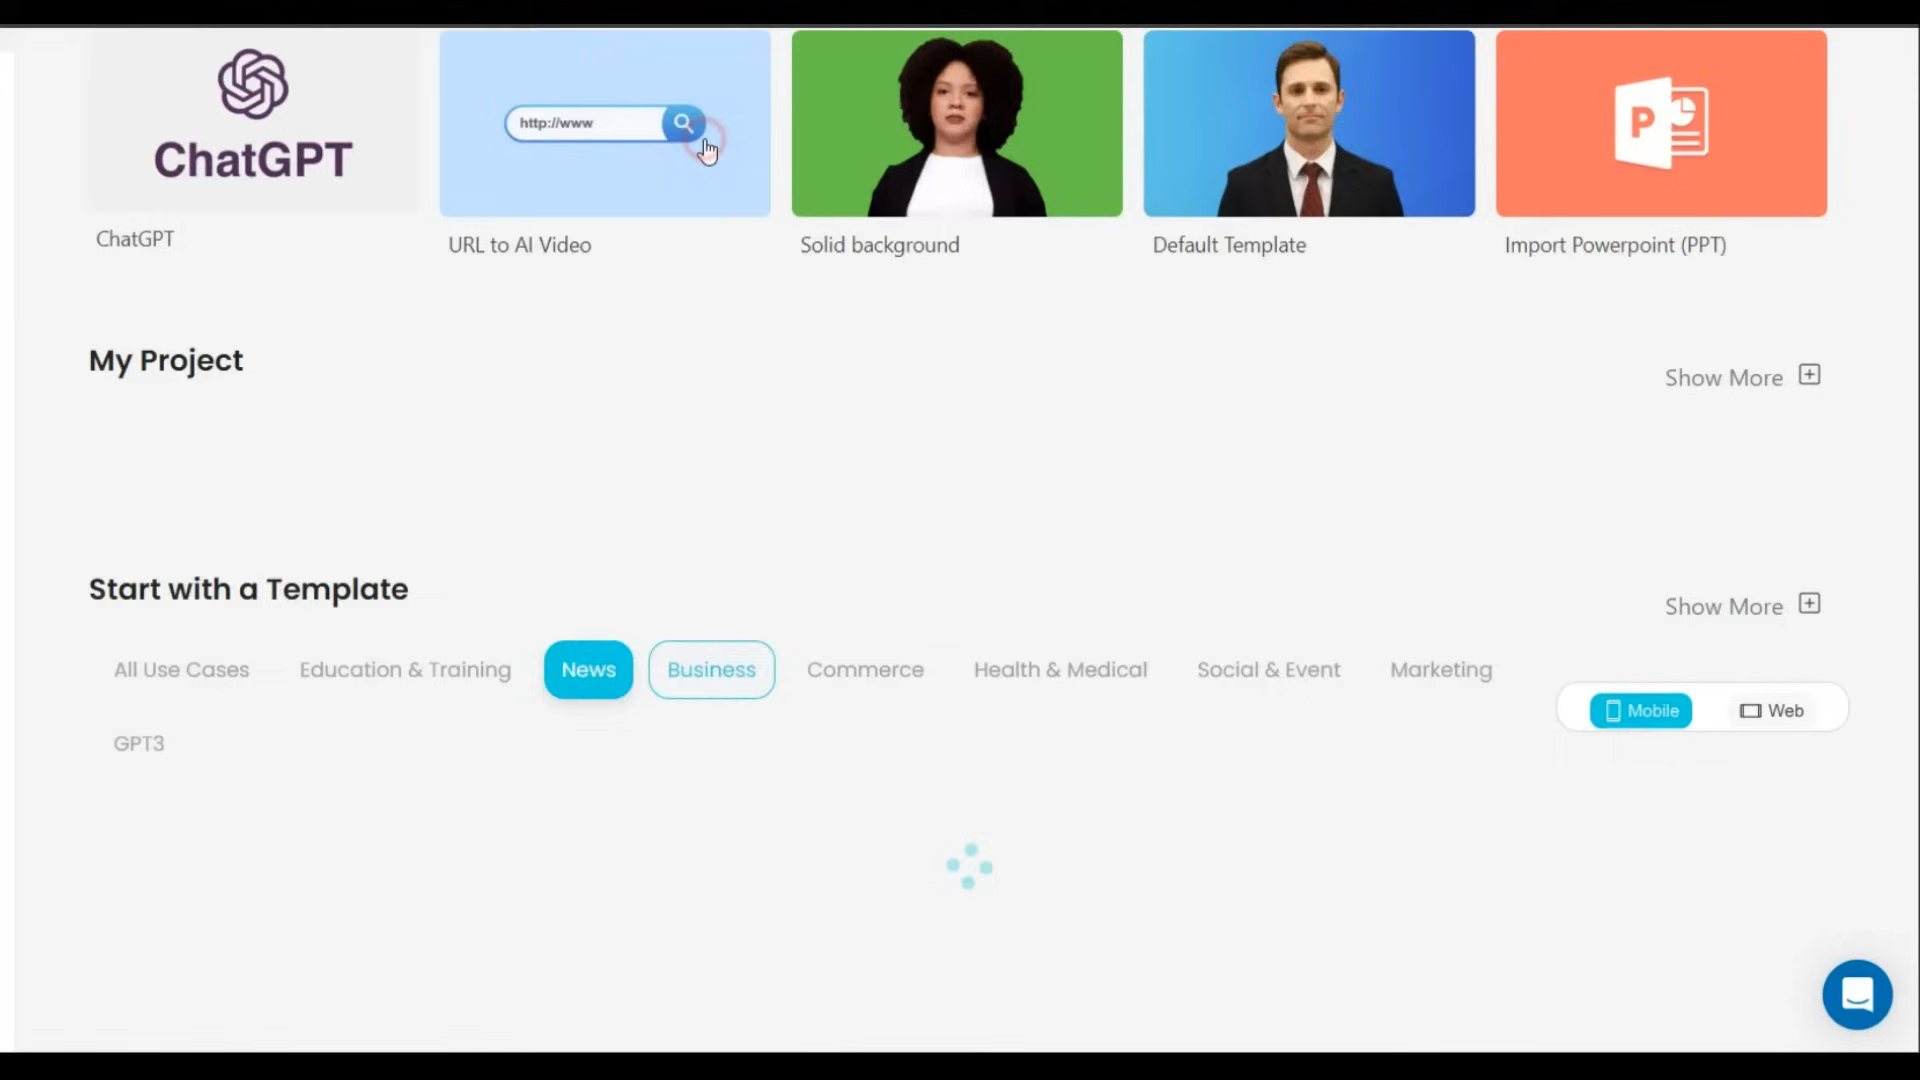 ChatGPT
http://www
P
ChatGPT
URL to AI Video
Solid background
Default Template
Import Powerpoint (PPT)
My Project
Show More
Start with a Template
Show More
All Use Cases
Education & Training
News
Business
Commerce
Health & Medical
Social & Event
Marketing
Mobile
Web
GPT3